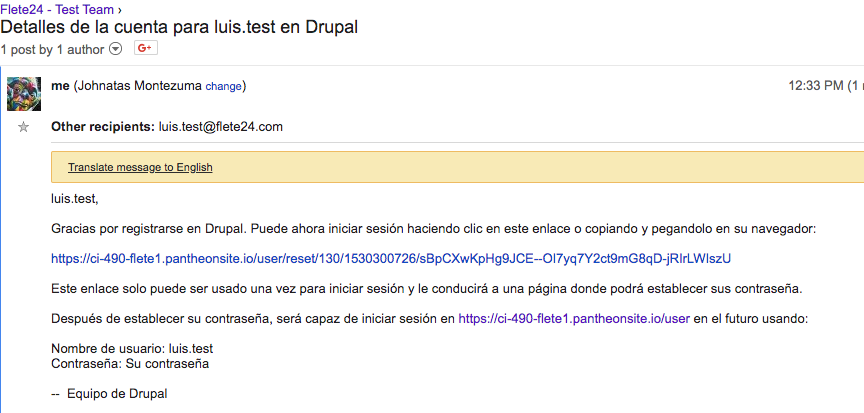 Flete24 - Test Team ›
Detalles de la cuenta para luis.test en Drupal
1 post by 1 author G+
me (Johnatas Montezuma change) 12:33 PM (1
Other recipients: luis.test@flete24.com
Translate message to English
luis.test,
Gracias por registrarse en Drupal. Puede ahora iniciar sesión haciendo clic en este enlace o copiando y pegandolo en su navegador:
https://ci-490-flete1.pantheonsite.io/user/reset/130/1530300726/sBpCXwKpHg9JCE--OI7yq7Y2ct9mG8qD-jRIrLWlszU
Este enlace solo puede ser usado una vez para iniciar sesión y le conducirá a una página donde podrá establecer sus contraseña.
Después de establecer su contraseña, será capaz de iniciar sesión en https://ci-490-flete1.pantheonsite.io/user en el futuro usando:
Nombre de usuario: luis.test
Contraseña: Su contraseña
-- Equipo de Drupal